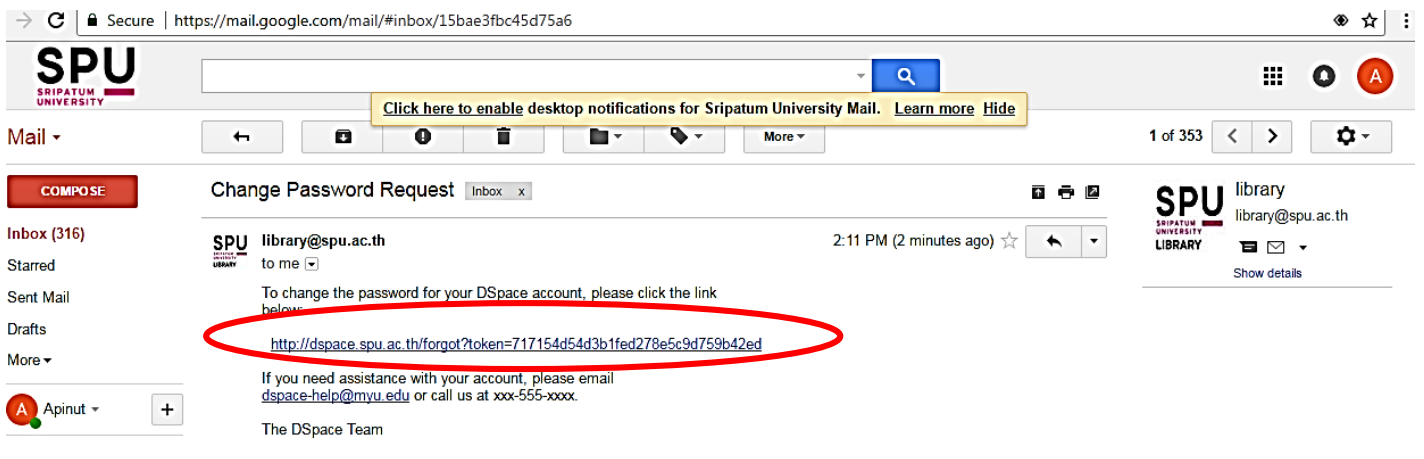 Secure | https://mail.google.com/mail/#inbox/15bae3fbc45d75a6
SPU
SRIPATUM
UNIVERSITY
A
Click here to enable desktop notifications for Sripatum University Mail. Learn more Hide
Mail
More
1 of 353
COMPOSE
Change Password Request Inbox x
SPU
SRIPATUM
UNIVERSITY
LIBRARY
library
library@spu.ac.th
Show details
Inbox (316)
Starred
Sent Mail
Drafts
More
A Apinut +
SPU
LIBRARY
library@spu.ac.th
2:11 PM (2 minutes ago)
to me
To change the password for your DSpace account, please click the link
below:
http://dspace.spu.ac.th/forgot?token=717154d54d3b1fed278e5c9d759b42ed
If you need assistance with your account, please email
dspace-help@myu.edu or call us at xxx-555-xxxx.
The DSpace Team